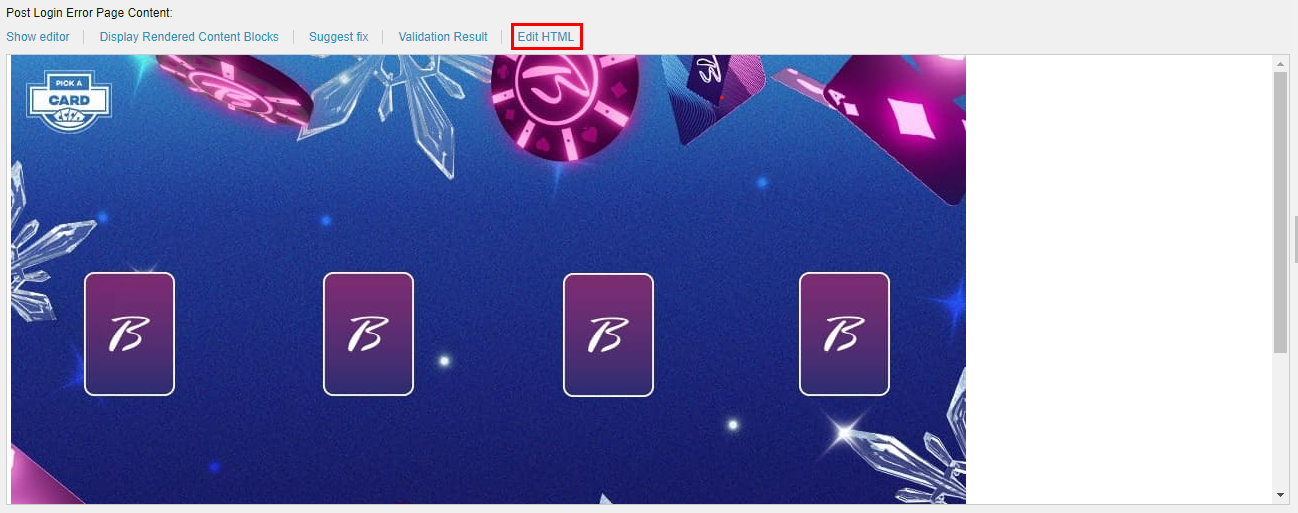 Post Login Error Page Content:
Show editor Display Rendered Content Blocks Suggest fix Validation Result Edit HTML
PICK A
CARD
B
B
A
B B B B